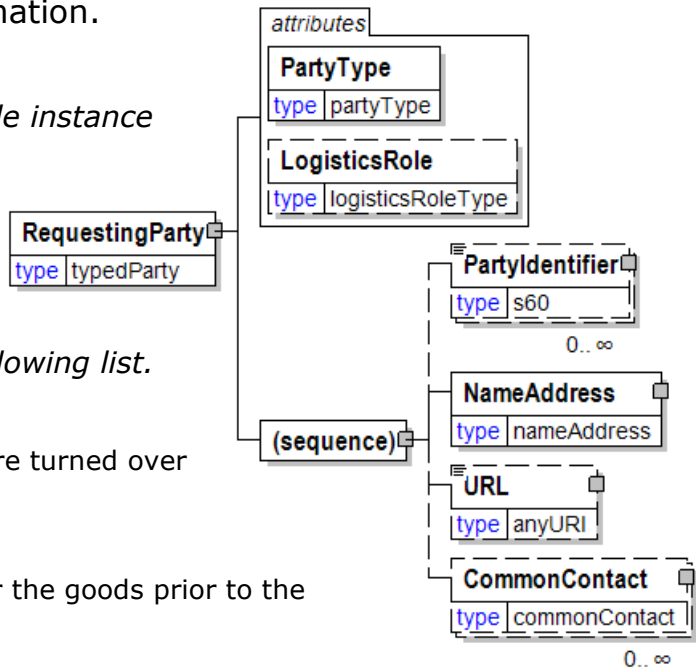 nation.
attributes
PartyType
type partyType
le instance
LogisticsRole
type logisticsRoleType
RequestingParty
type typedParty
PartyIdentifier
type s60
0.. ∞
lowing list.
NameAddress
type nameAddress
(sequence)
re turned over
URL
type anyURI
r the goods prior to the
CommonContact
type commonContact
0.. ∞